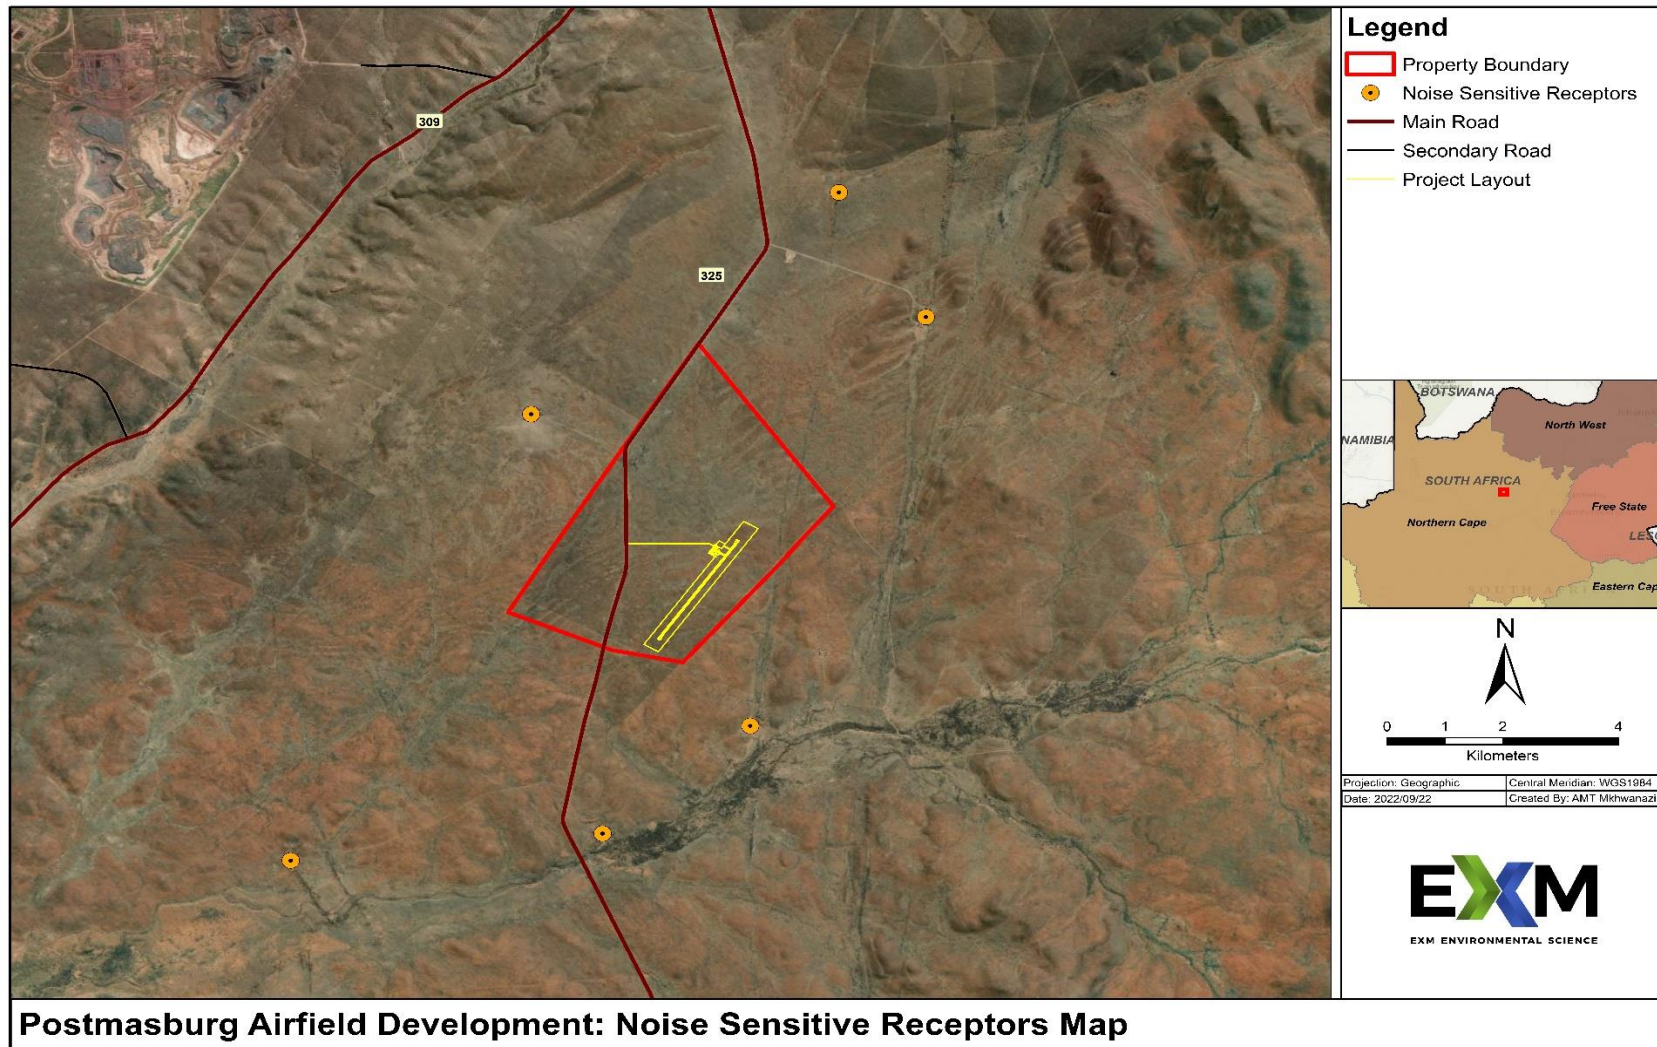 Legend
Property Boundary
Noise Sensitive Receptors
Main Road
Secondary Road
Project Layout
309
325
BOTSWANA
NAMIBIA
North West
SOUTH AFRICA
Northern Cape
Free State
LES
Eastern Cap
N
0 1 2 4
Kilometers
Projection: Geographic Central Meridian: WGS1984
Date: 2022/09/22 Created By: AMT Mkhwanazi
EXM
EXM ENVIRONMENTAL SCIENCE
Postmasburg Airfield Development: Noise Sensitive Receptors Map